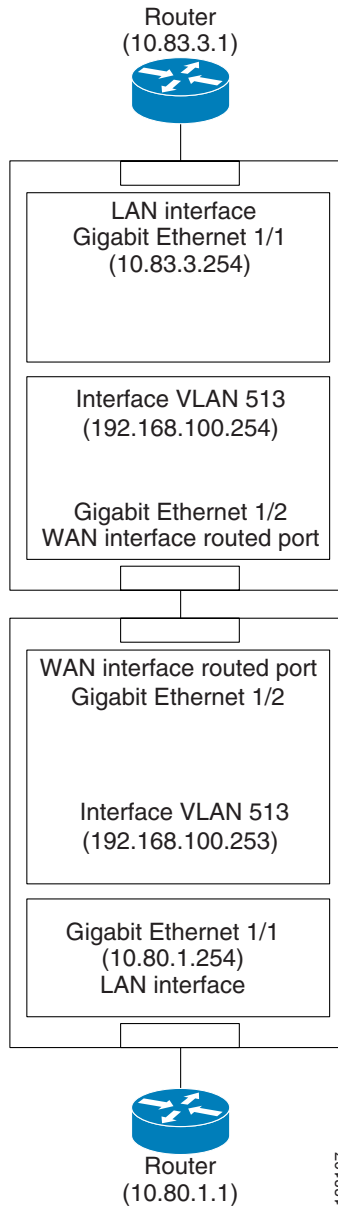 Router
(10.83.3.1)
LAN interface
Gigabit Ethernet 1/1
(10.83.3.254)
Interface VLAN 513
(192.168.100.254)
Gigabit Ethernet 1/2
WAN interface routed port
WAN interface routed port
Gigabit Ethernet 1/2
Interface VLAN 513
(192.168.100.253)
Gigabit Ethernet 1/1
(10.80.1.254)
LAN interface
Router
(10.80.1.1)